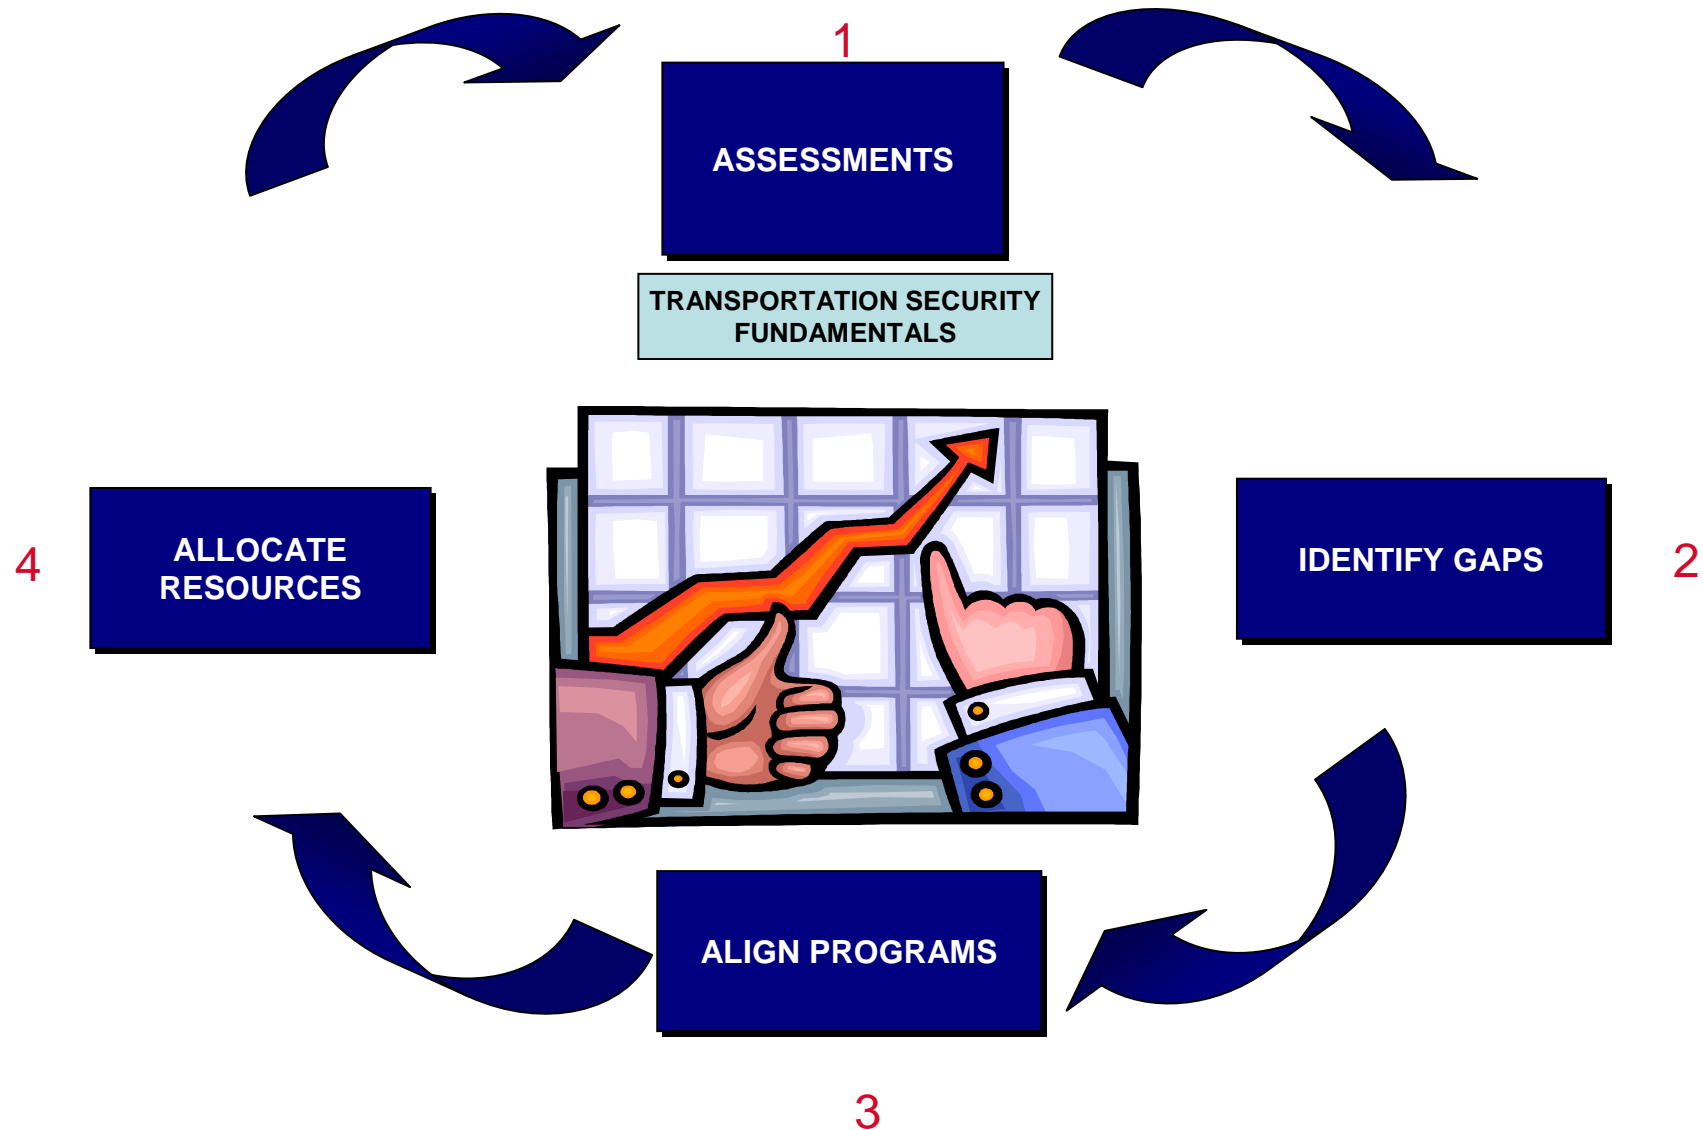 1
ASSESSMENTS
TRANSPORTATION SECURITY
FUNDAMENTALS
4
ALLOCATE
RESOURCES
IDENTIFY GAPS
2
ALIGN PROGRAMS
3